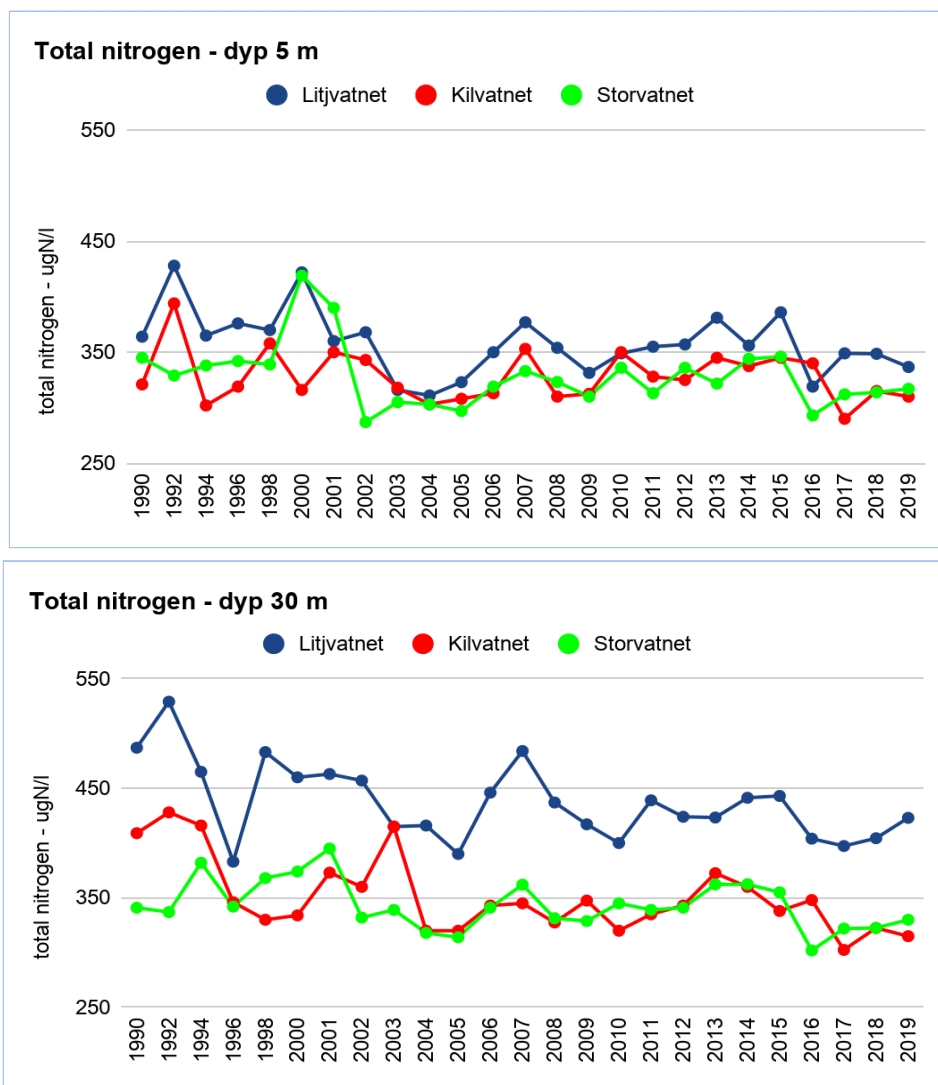 Total nitrogen - dyp 5 m
Litjvatnet Kilvatnet Storvatnet
total nitrogen - ugN/l
550
450
350
250
1990 1992 1994 1996 1998 2000 2001 2002 2003 2004 2005 2006 2007 2008 2009 2010 2011 2012 2013 2014 2015 2016 2017 2018 2019
Total nitrogen - dyp 30 m
Litjvatnet Kilvatnet Storvatnet
total nitrogen - ugN/l
550
450
350
250
1990 1992 1994 1996 1998 2000 2001 2002 2003 2004 2005 2006 2007 2008 2009 2010 2011 2012 2013 2014 2015 2016 2017 2018 2019